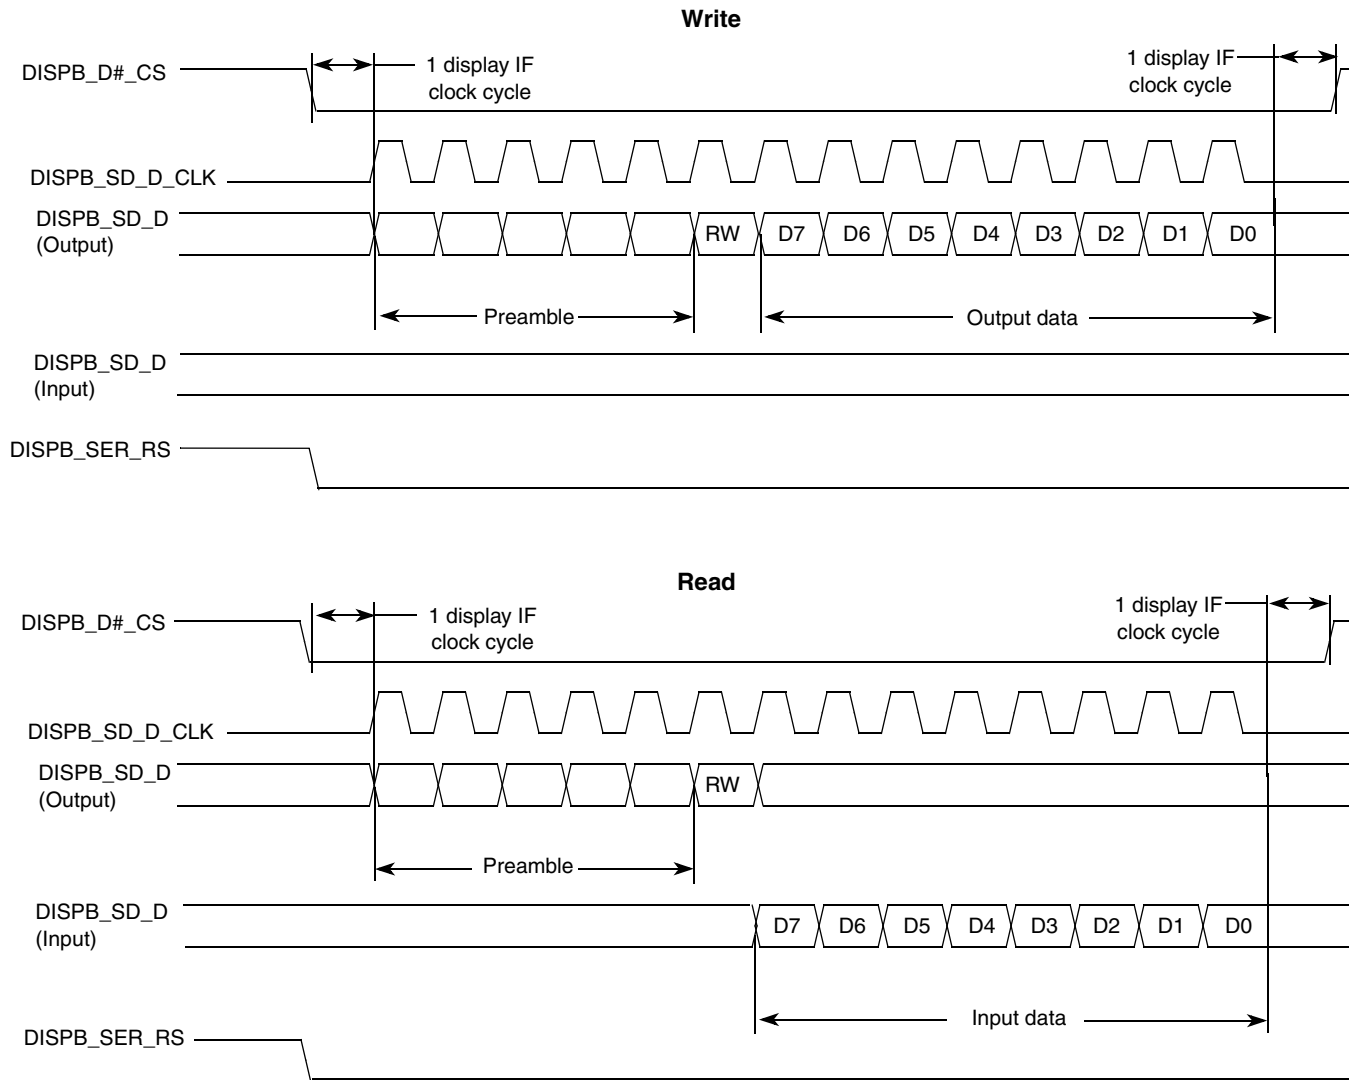 Write
DISPB_D#_CS
1 display IF
clock cycle
1 display IF
clock cycle
DISPB_SD_D_CLK
DISPB_SD_D
(Output)
RW D7 D6 D5 D4 D3 D2 D1 D0
Preamble
Output data
DISPB_SD_D
(Input)
DISPB_SER_RS
Read
DISPB_D#_CS
1 display IF
clock cycle
1 display IF
clock cycle
DISPB_SD_D_CLK
DISPB_SD_D
(Output)
RW
Preamble
DISPB_SD_D
(Input)
D7 D6 D5 D4 D3 D2 D1 D0
Input data
DISPB_SER_RS